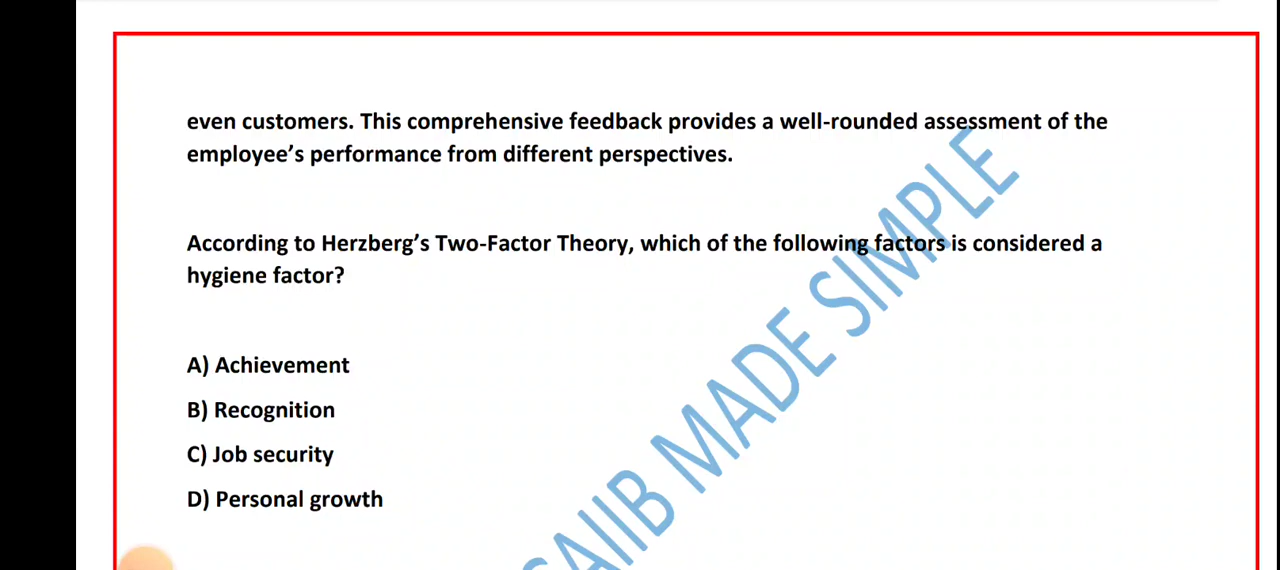 even customers. This comprehensive feedback provides a well-rounded assessment of the
employee’s performance from different perspectives.
According to Herzberg’s Two-Factor Theory, which of the following factors is considered a
hygiene factor?
A) Achievement
B) Recognition
C) Job security
D) Personal growth
SAIIB MADE SIMPLE